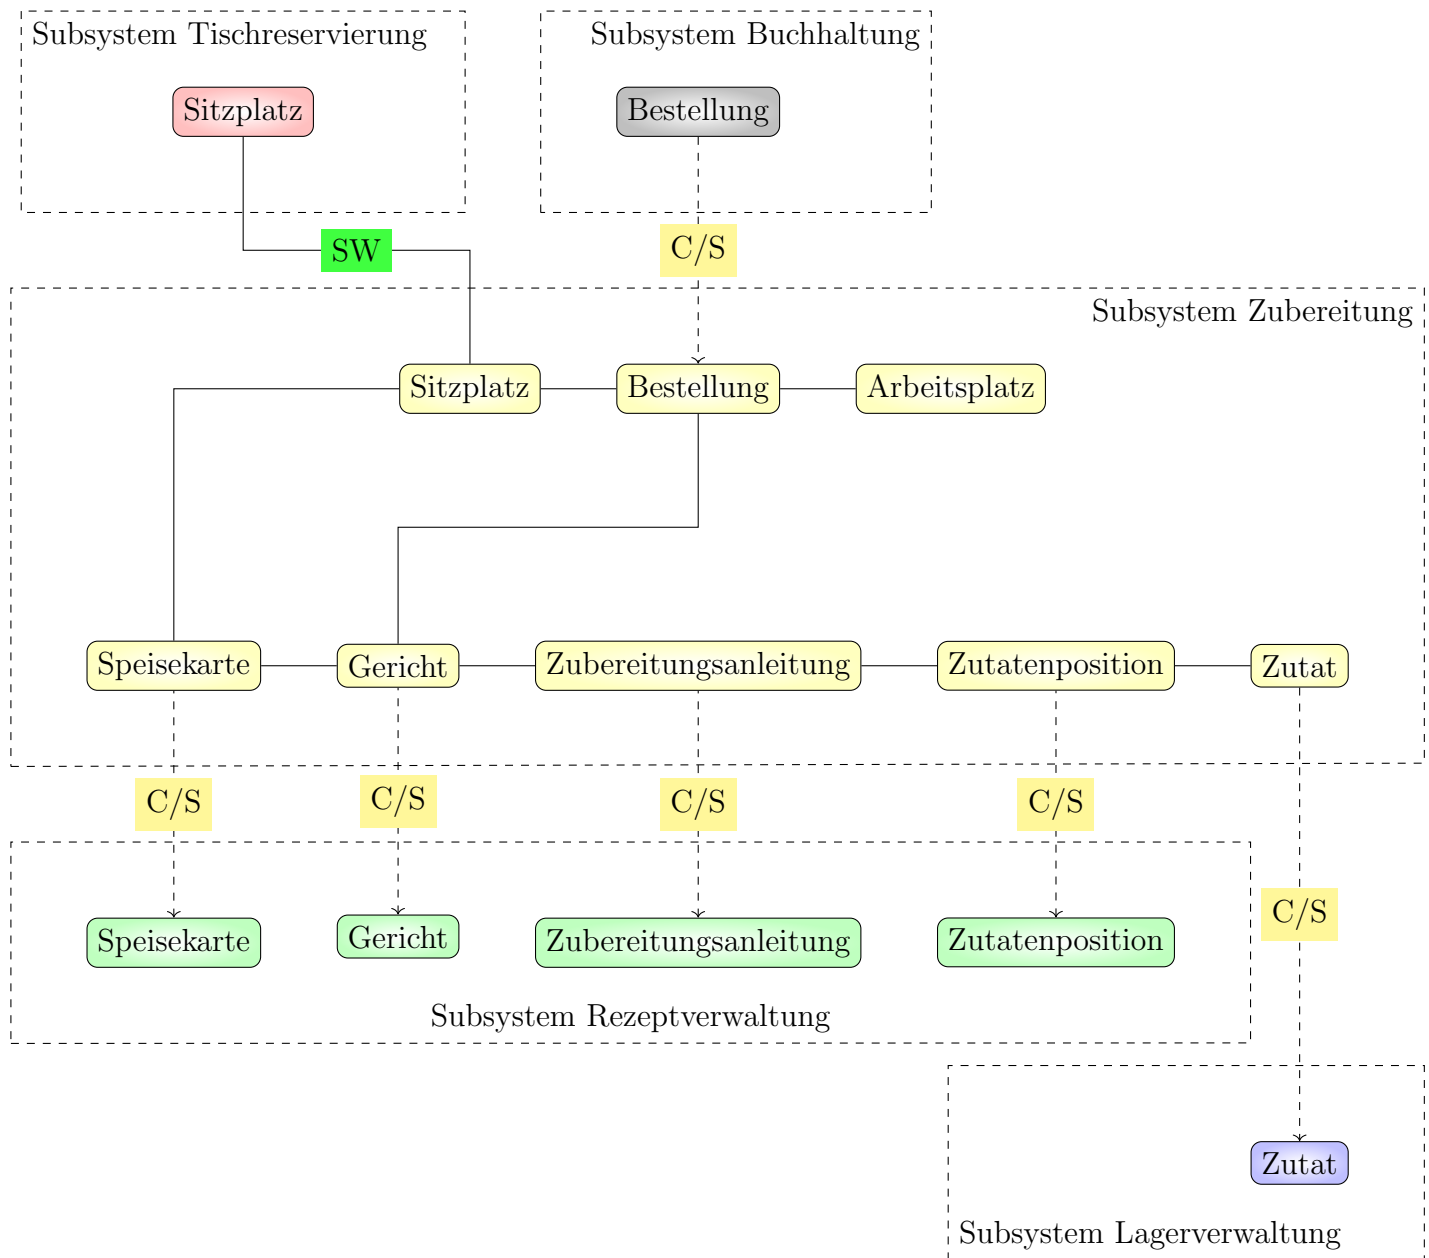 Subsystem Tischreservierung
Subsystem Buchhaltung
Sitzplatz
Bestellung
SW
C/S
Subsystem Zubereitung
Sitzplatz
Bestellung
Arbeitsplatz
Speisekarte
Gericht
Zubereitungsanleitung
Zutatenposition
Zutat
C/S
C/S
C/S
C/S
C/S
Speisekarte
Gericht
Zubereitungsanleitung
Zutatenposition
Subsystem Rezeptverwaltung
Zutat
Subsystem Lagerverwaltung